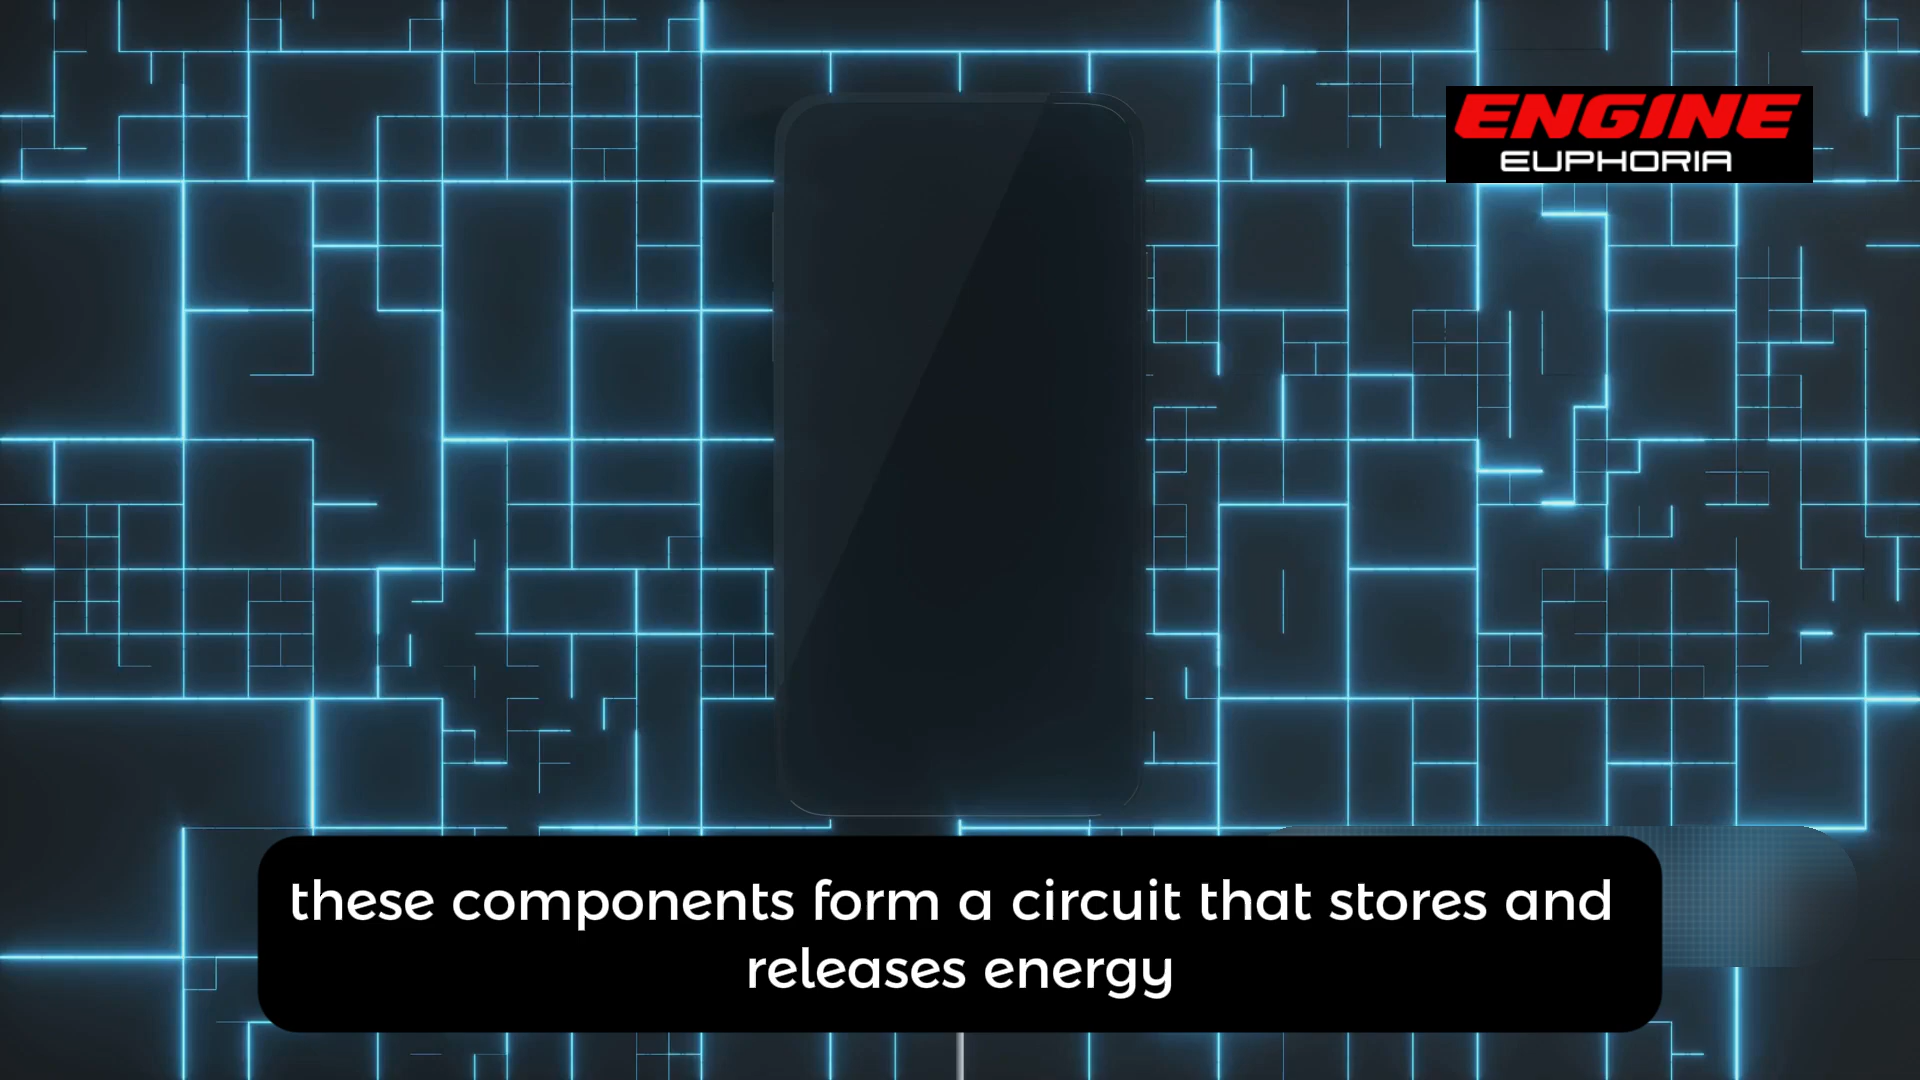 ENGINE
EUPHORIA
these components form a circuit that stores and
releases energy